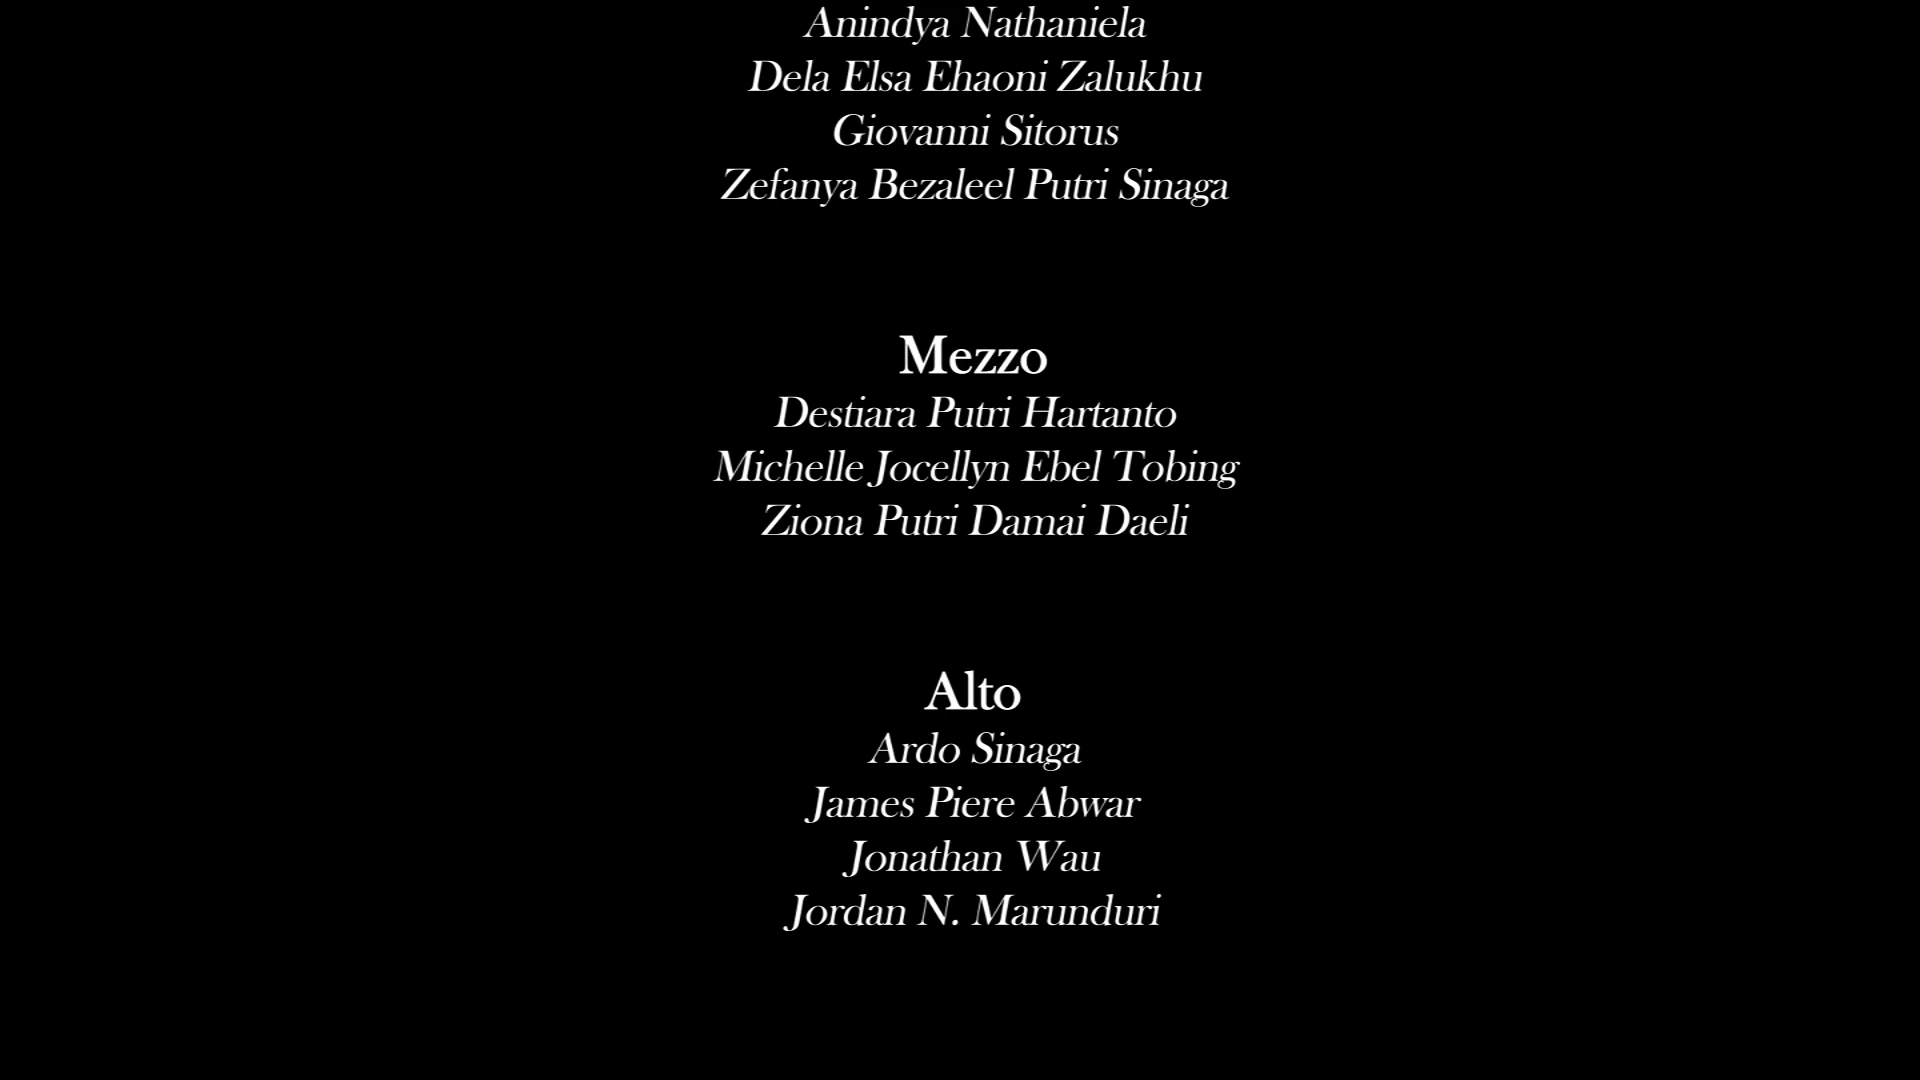 Anindya Nathaniela
Dela Elsa Ehaoni Zalukhu
Giovanni Sitorus
Zefanya Bezaleel Putri Sinaga
Mezzo
Destiara Putri Hartanto
Michelle Jocellyn Ebel Tobing
Ziona Putri Damai Daeli
Alto
Ardo Sinaga
James Piere Abwar
Jonathan Wau
Jordan N. Marunduri